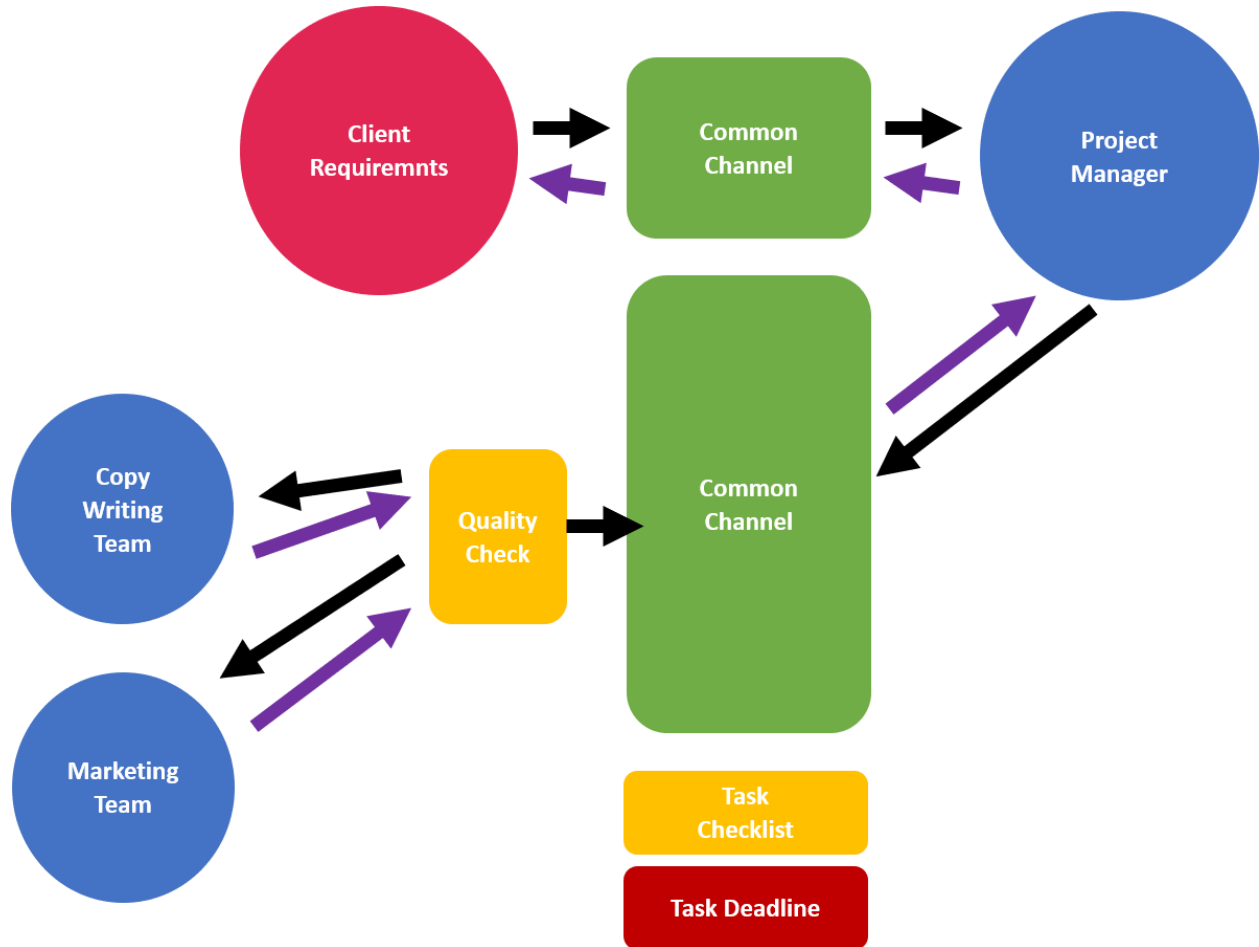 Client
Requiremnts
Common
Channel
Project
Manager
Copy
Writing
Team
Quality
Check
Common
Channel
Marketing
Team
Task
Checklist
Task Deadline